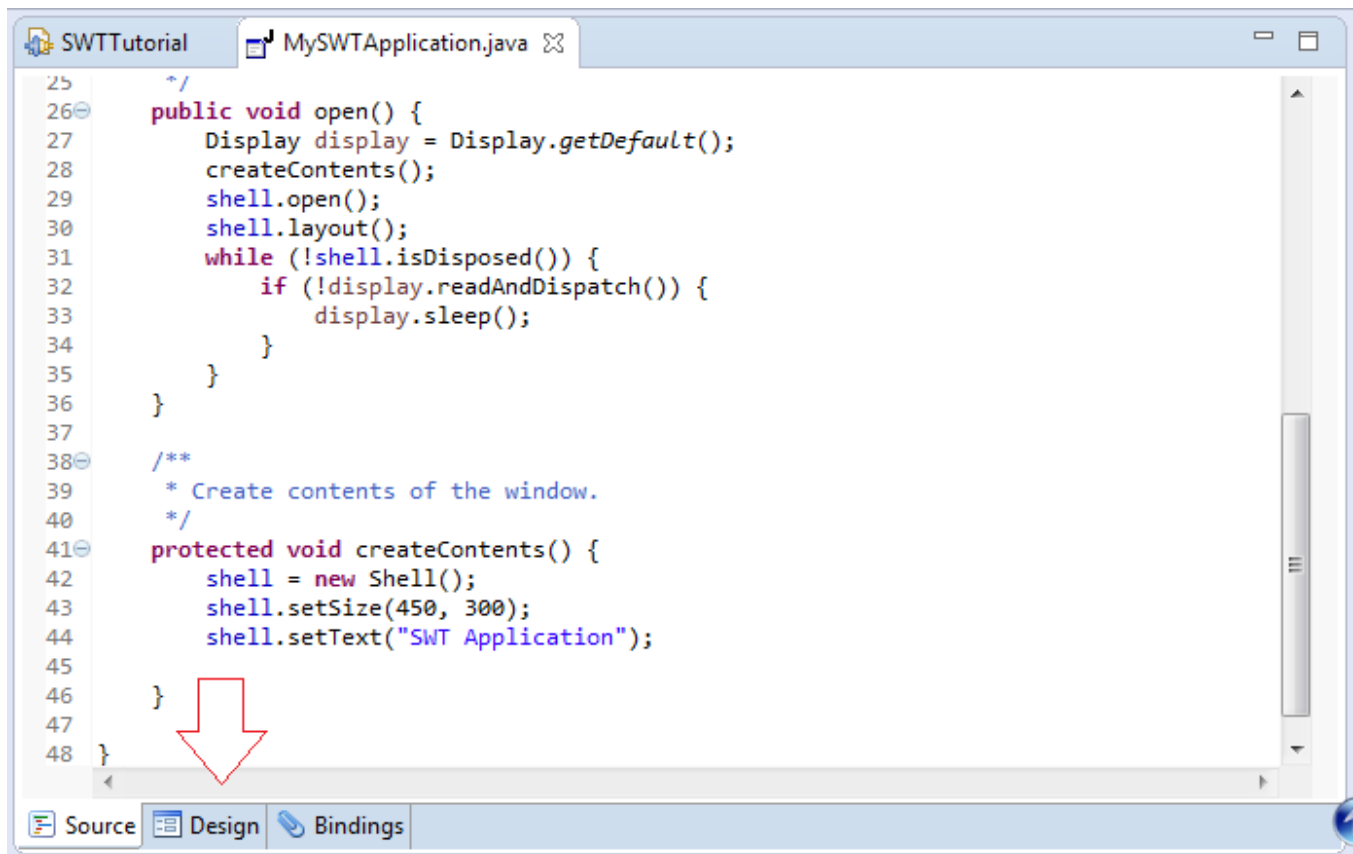 SWTTutorial MySWTApplication.java
25 */
26 public void open() {
27 Display display = Display.getDefault();
28 createContents();
29 shell.open();
30 shell.layout();
31 while (!shell.isDisposed()) {
32 if (!display.readAndDispatch()) {
33 display.sleep();
34 }
35 }
36 }
37
38 /**
39 * Create contents of the window.
40 */
41 protected void createContents() {
42 shell = new Shell();
43 shell.setSize(450, 300);
44 shell.setText("SWT Application");
45
46 }
47
48 }
Source Design Bindings